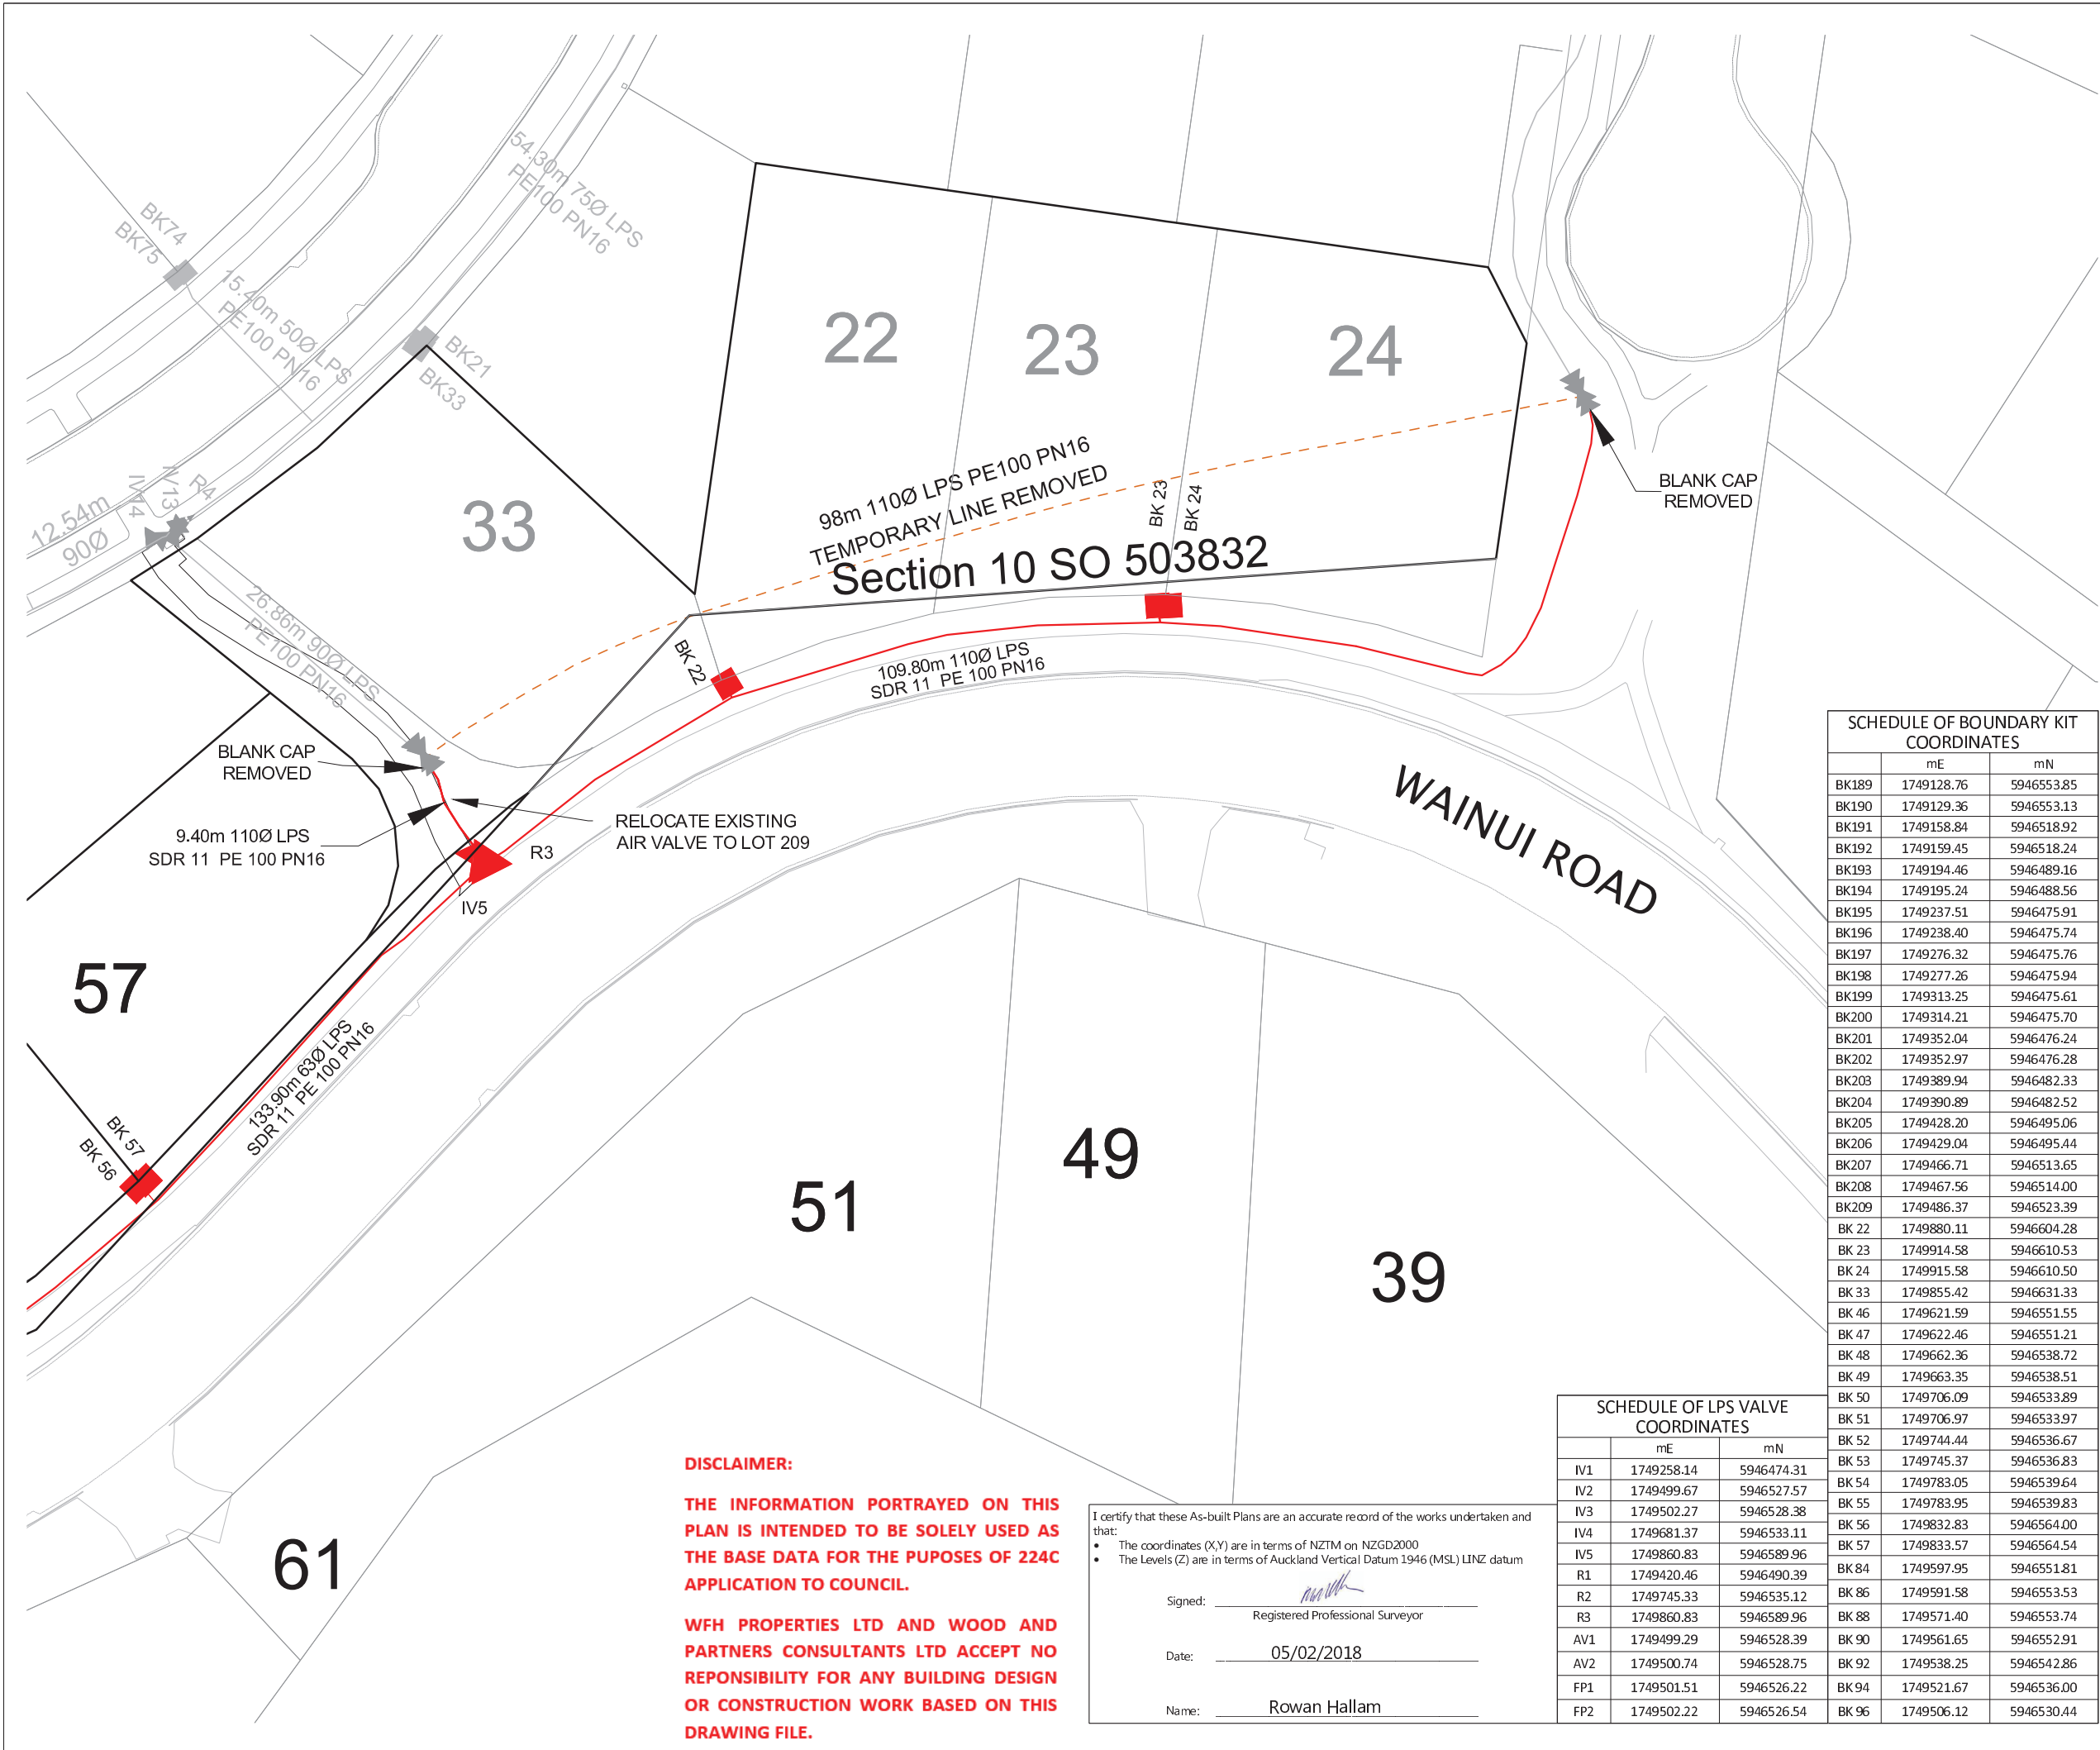 54.30m 75Ø LPS
PE100 PN16
BK74
BK75
15.40m 50Ø LPS
PE100 PN16
BK21
BK33
22
23
24
33
R4
IV 13
IV14
12.54m
90Ø
98m 110Ø LPS PE100 PN16
TEMPORARY LINE REMOVED
BK 23
BK 24
BLANK CAP
REMOVED
Section 10 SO 503832
26.86m 90Ø LPS
PE100 PN16
BK 22
109.80m 110Ø LPS
SDR 11 PE 100 PN16
BLANK CAP
REMOVED
WAINUI ROAD
9.40m 110Ø LPS
SDR 11 PE 100 PN16
RELOCATE EXISTING
AIR VALVE TO LOT 209
R3
IV5
57
133.90m 63Ø LPS
SDR 11 PE 100 PN16
BK 57
BK 56
49
51
39
61
DISCLAIMER:
THE INFORMATION PORTRAYED ON THIS
PLAN IS INTENDED TO BE SOLELY USED AS
THE BASE DATA FOR THE PUPOSES OF 224C
APPLICATION TO COUNCIL.
WFH PROPERTIES LTD AND WOOD AND
PARTNERS CONSULTANTS LTD ACCEPT NO
REPONSIBILITY FOR ANY BUILDING DESIGN
OR CONSTRUCTION WORK BASED ON THIS
DRAWING FILE.
I certify that these As-built Plans are an accurate record of the works undertaken and
that:
• The coordinates (X,Y) are in terms of NZTM on NZGD2000
• The Levels (Z) are in terms of Auckland Vertical Datum 1946 (MSL) LINZ datum
Signed:
Registered Professional Surveyor
Date: 05/02/2018
Name: Rowan Hallam
SCHEDULE OF LPS VALVE
COORDINATES
mE mN
IV1 1749258.14 5946474.31
IV2 1749499.67 5946527.57
IV3 1749502.27 5946528.38
IV4 1749681.37 5946533.11
IV5 1749860.83 5946589.96
R1 1749420.46 5946490.39
R2 1749745.33 5946535.12
R3 1749860.83 5946589.96
AV1 1749499.29 5946528.39
AV2 1749500.74 5946528.75
FP1 1749501.51 5946526.22
FP2 1749502.22 5946526.54
SCHEDULE OF BOUNDARY KIT
COORDINATES
mE mN
BK189 1749128.76 5946553.85
BK190 1749129.36 5946553.13
BK191 1749158.84 5946518.92
BK192 1749159.45 5946518.24
BK193 1749194.46 5946489.16
BK194 1749195.24 5946488.56
BK195 1749237.51 5946475.91
BK196 1749238.40 5946475.74
BK197 1749276.32 5946475.76
BK198 1749277.26 5946475.94
BK199 1749313.25 5946475.61
BK200 1749314.21 5946475.70
BK201 1749352.04 5946476.24
BK202 1749352.97 5946476.28
BK203 1749389.94 5946482.33
BK204 1749390.89 5946482.52
BK205 1749428.20 5946495.06
BK206 1749429.04 5946495.44
BK207 1749466.71 5946513.65
BK208 1749467.56 5946514.00
BK209 1749486.37 5946523.39
BK 22 1749880.11 5946604.28
BK 23 1749914.58 5946610.53
BK 24 1749915.58 5946610.50
BK 33 1749855.42 5946631.33
BK 46 1749621.59 5946551.55
BK 47 1749622.46 5946551.21
BK 48 1749662.36 5946538.72
BK 49 1749663.35 5946538.51
BK 50 1749706.09 5946533.89
BK 51 1749706.97 5946533.97
BK 52 1749744.44 5946536.67
BK 53 1749745.37 5946536.83
BK 54 1749783.05 5946539.64
BK 55 1749783.95 5946539.83
BK 56 1749832.83 5946564.00
BK 57 1749833.57 5946564.54
BK 84 1749597.95 5946551.81
BK 86 1749591.58 5946553.53
BK 88 1749571.40 5946553.74
BK 90 1749561.65 5946552.91
BK 92 1749538.25 5946542.86
BK 94 1749521.67 5946536.00
BK 96 1749506.12 5946530.44